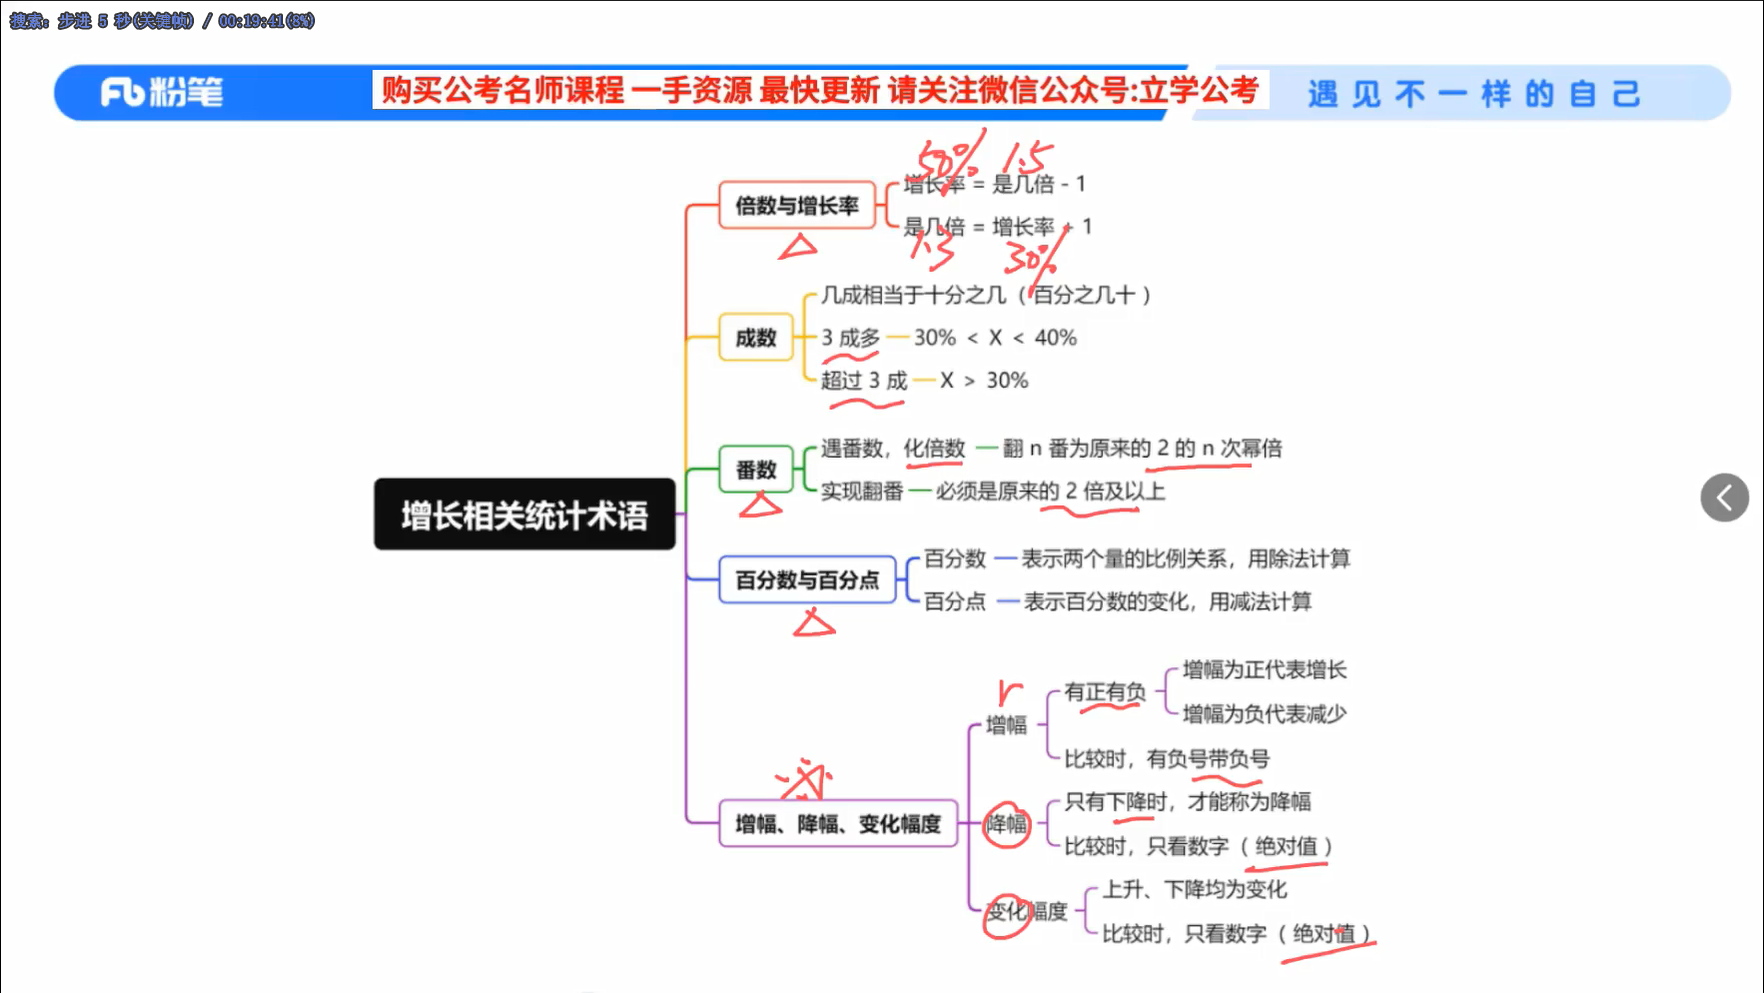 搜索: 步进 5 秒(关键帧) / 00:19:41(8%)
粉笔
购买公考名师课程 一手资源 最快更新 请关注微信公众号:立学公考
遇见不一样的自己
50% 1.5
增长率 = 是几倍 - 1
倍数与增长率
是几倍 = 增长率 + 1
1.3 30%
几成相当于十分之几（百分之几十）
成数
3 成多 30% < X < 40%
超过 3 成 X > 30%
遇番数，化倍数 翻 n 番为原来的 2 的 n 次幂倍
番数
实现翻番 必须是原来的 2 倍及以上
增长相关统计术语
百分数 表示两个量的比例关系，用除法计算
百分数与百分点
百分点 表示百分数的变化，用减法计算
增幅为正代表增长
r
有正有负
增幅为负代表减少
增幅
比较时，有负号带负号
只有下降时，才能称为降幅
增幅、降幅、变化幅度
降幅
比较时，只看数字（绝对值）
上升、下降均为变化
变化幅度
比较时，只看数字（绝对值）